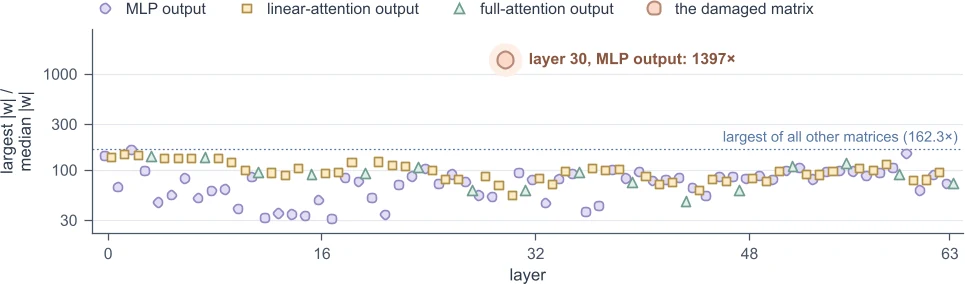 MLP output linear-attention output full-attention output the damaged matrix
layer 30, MLP output: 1397×
1000
300
largest of all other matrices (162.3×)
100
30
largest |w| /
median |w|
0 16 32 48 63
layer